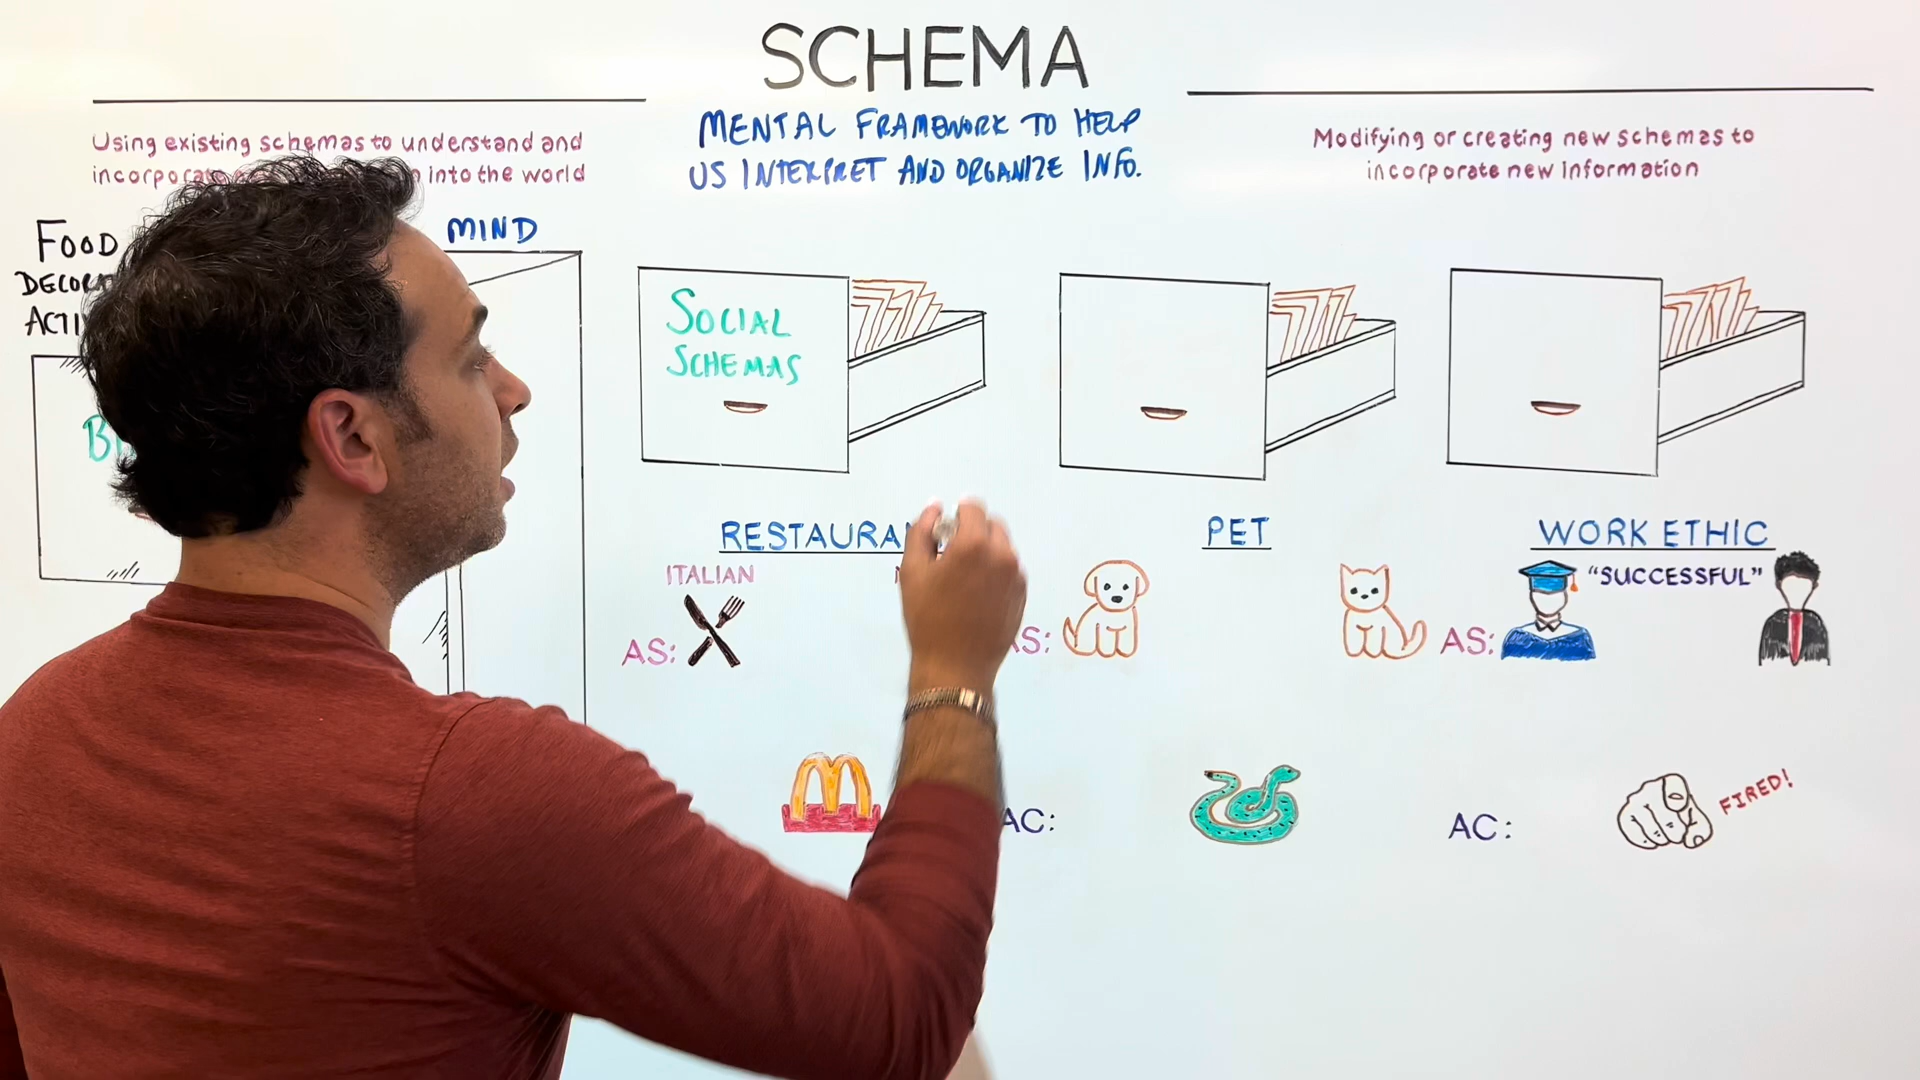 SCHEMA
MENTAL FRAMEWORK TO HELP
US INTERPRET AND ORGANIZE INFO.
Using existing schemas to understand and
into the world
Modifying or creating new schemas to
incorporate new information
FOOD
MIND
SOCIAL
SCHEMAS
RESTAURA
ITALIAN
AS:
PET
AS:
WORK ETHIC
"SUCCESSFUL"
AS:
AC:
AC:
FIRED!